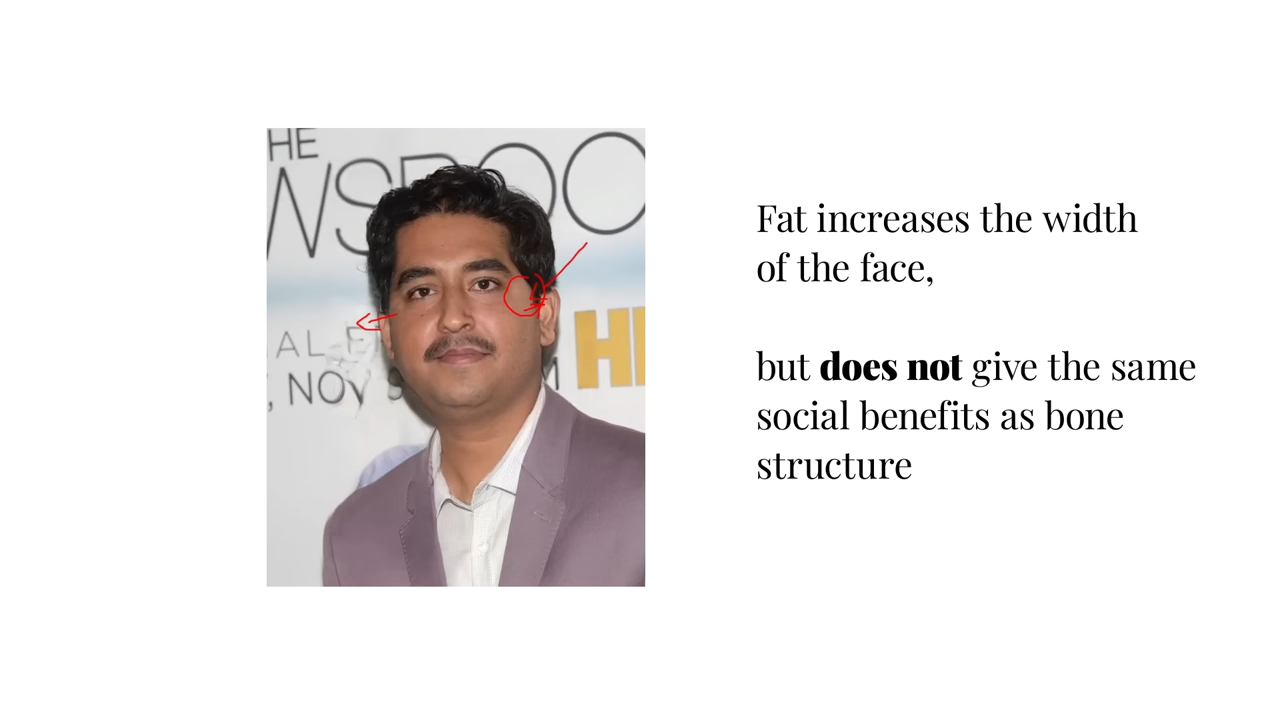 HE
WSROO
AL E
, NOV
HB
Fat increases the width
of the face,
but does not give the same
social benefits as bone
structure